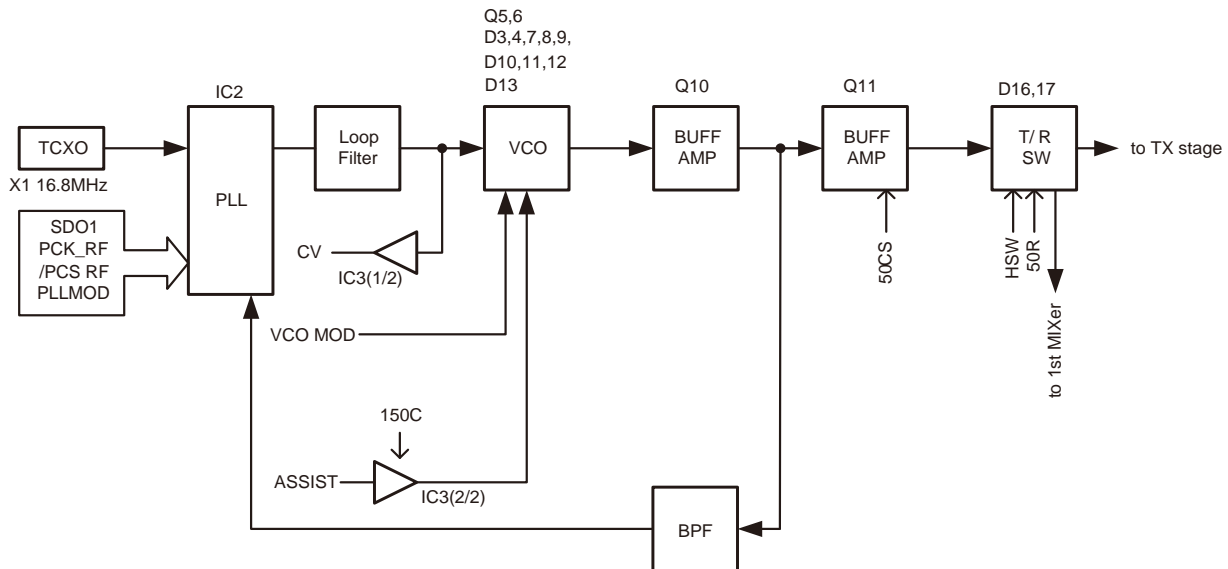 Q5,6
D3,4,7,8,9,
D10,11,12
D13
IC2
Q10
Q11
D16,17
TCXO
X1 16.8MHz
PLL
Loop
Filter
VCO
BUFF
AMP
BUFF
AMP
T/ R
SW
to TX stage
SDO1
PCK_RF
/PCS RF
PLLMOD
CV
IC3(1/2)
50CS
HSW
50R
to 1st MIXer
VCO MOD
150C
ASSIST
IC3(2/2)
BPF